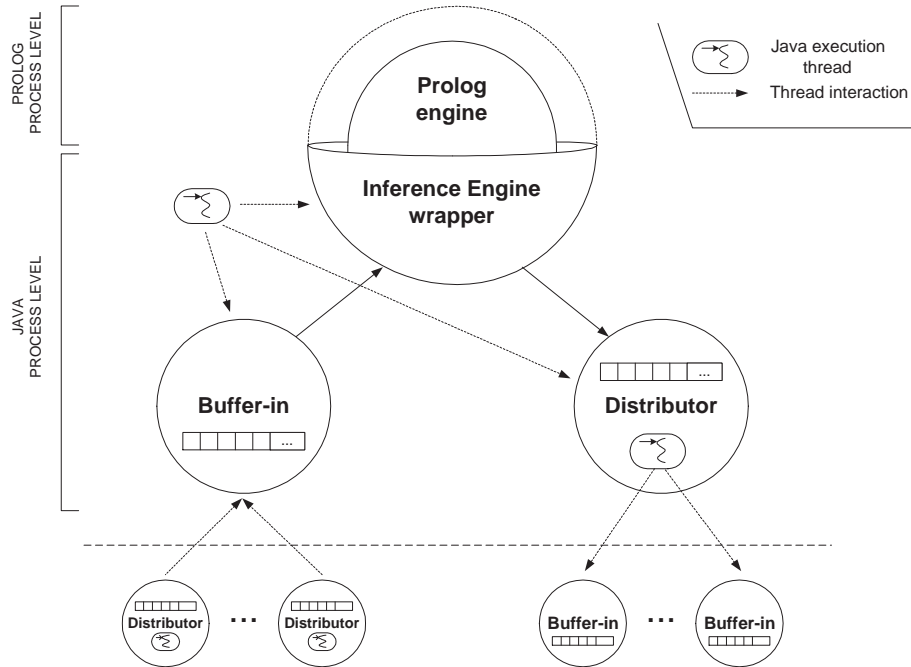 PROLOG
PROCESS LEVEL
Prolog
engine
Java execution
thread
Thread interaction
Inference Engine
wrapper
JAVA
PROCESS LEVEL
Buffer-in
...
...
Distributor
Distributor
...
Distributor
Buffer-in
...
Buffer-in